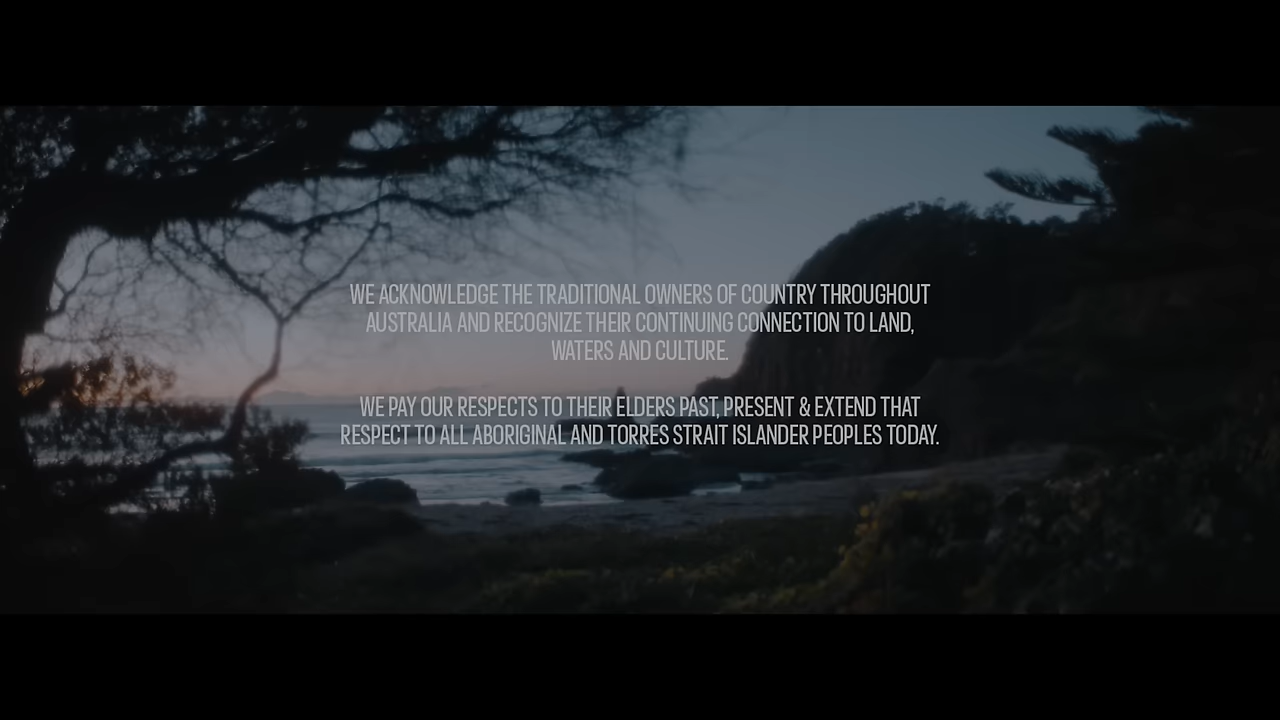 WE ACKNOWLEDGE THE TRADITIONAL OWNERS OF COUNTRY THROUGHOUT
AUSTRALIA AND RECOGNIZE THEIR CONTINUING CONNECTION TO LAND,
WATERS AND CULTURE.
WE PAY OUR RESPECTS TO THEIR ELDERS PAST, PRESENT & EXTEND THAT
RESPECT TO ALL ABORIGINAL AND TORRES STRAIT ISLANDER PEOPLES TODAY.